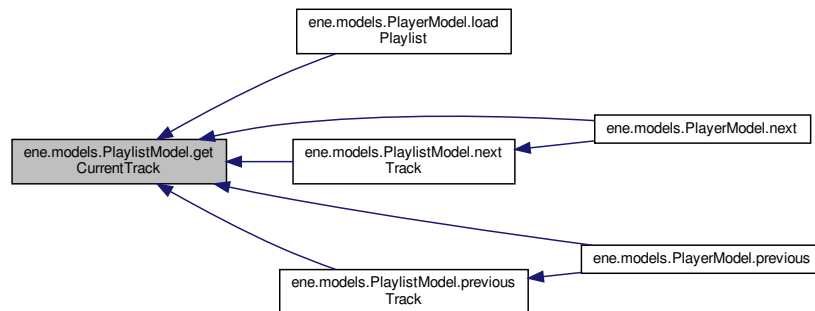 ene.models.PlayerModel.load
Playlist
ene.models.PlayerModel.next
ene.models.PlaylistModel.get
CurrentTrack
ene.models.PlaylistModel.next
Track
ene.models.PlayerModel.previous
ene.models.PlaylistModel.previous
Track